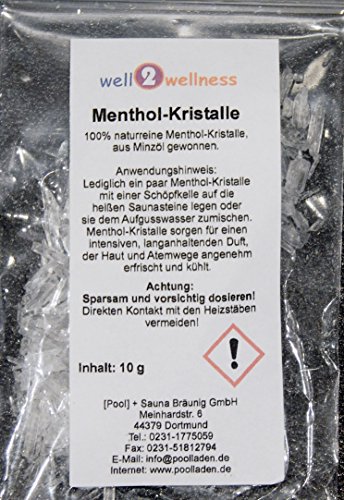 well2wellness
Menthol-Kristalle
100% naturreine Menthol-Kristalle,
aus Minzöl gewonnen.
Anwendungshinweis:
Lediglich ein paar Menthol-Kristalle
mit einer Schöpfkelle auf die
heißen Saunasteine legen oder
sie dem Aufgusswasser zumischen.
Menthol-Kristalle sorgen für einen
intensiven, langanhaltenden Duft,
der Haut und Atemwege angenehm
erfrischt und kühlt.
Achtung:
Sparsam und vorsichtig dosieren!
Direkten Kontakt mit den Heizstäben
vermeiden!
Inhalt: 10 g
[Pool] + Sauna Bräunig GmbH
Meinhardstr. 6
44379 Dortmund
Tel.: 0231-1775059
Fax: 0231-51812794
E-Mail: info@poolladen.de
Internet: www.poolladen.de